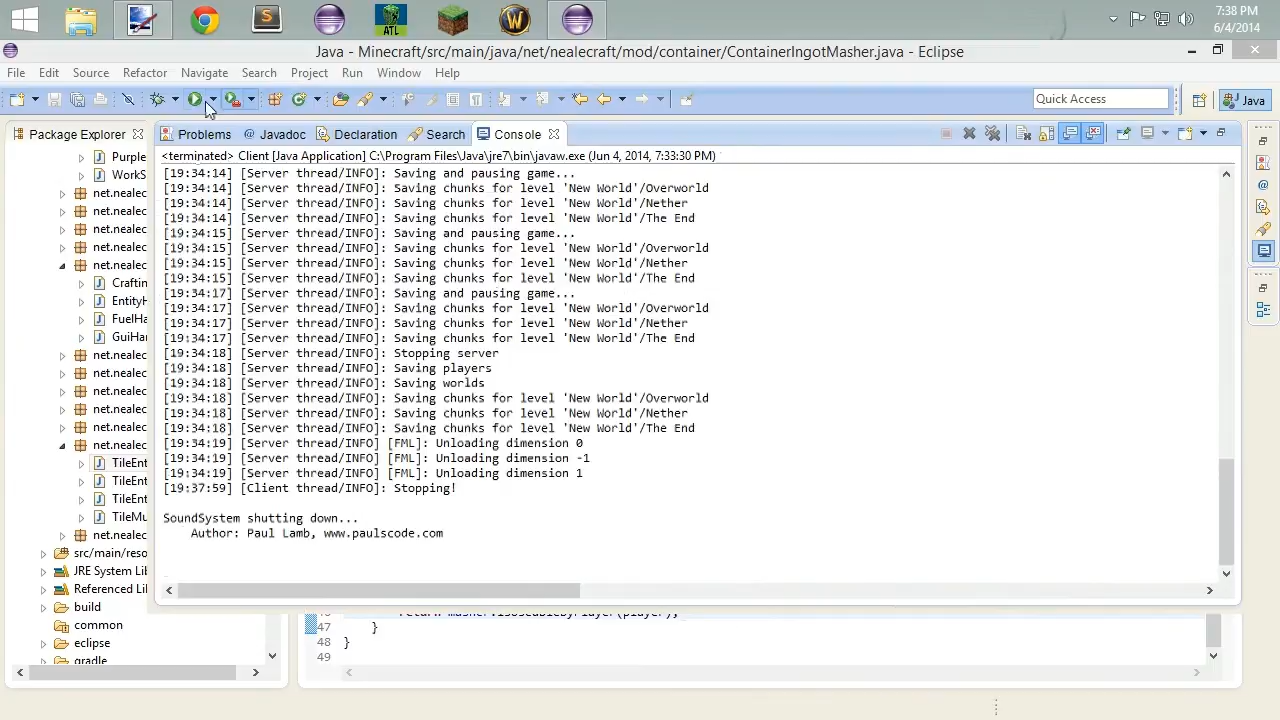 7:38 PM
6/4/2014
Java - Minecraft/src/main/java/net/nealecraft/mod/container/ContainerIngotMasher.java - Eclipse
File Edit Source Refactor Navigate Search Project Run Window Help
Quick Access
Java
Package Explorer
Problems @ Javadoc Declaration Search Console
<terminated> Client [Java Application] C:\Program Files\Java\jre7\bin\javaw.exe (Jun 4, 2014, 7:33:30 PM)
[19:34:14] [Server thread/INFO]: Saving and pausing game...
[19:34:14] [Server thread/INFO]: Saving chunks for level 'New World'/Overworld
[19:34:14] [Server thread/INFO]: Saving chunks for level 'New World'/Nether
[19:34:14] [Server thread/INFO]: Saving chunks for level 'New World'/The End
[19:34:15] [Server thread/INFO]: Saving and pausing game...
[19:34:15] [Server thread/INFO]: Saving chunks for level 'New World'/Overworld
[19:34:15] [Server thread/INFO]: Saving chunks for level 'New World'/Nether
[19:34:15] [Server thread/INFO]: Saving chunks for level 'New World'/The End
[19:34:17] [Server thread/INFO]: Saving and pausing game...
[19:34:17] [Server thread/INFO]: Saving chunks for level 'New World'/Overworld
[19:34:17] [Server thread/INFO]: Saving chunks for level 'New World'/Nether
[19:34:17] [Server thread/INFO]: Saving chunks for level 'New World'/The End
[19:34:18] [Server thread/INFO]: Stopping server
[19:34:18] [Server thread/INFO]: Saving players
[19:34:18] [Server thread/INFO]: Saving worlds
[19:34:18] [Server thread/INFO]: Saving chunks for level 'New World'/Overworld
[19:34:18] [Server thread/INFO]: Saving chunks for level 'New World'/Nether
[19:34:18] [Server thread/INFO]: Saving chunks for level 'New World'/The End
[19:34:19] [Server thread/INFO] [FML]: Unloading dimension 0
[19:34:19] [Server thread/INFO] [FML]: Unloading dimension -1
[19:34:19] [Server thread/INFO] [FML]: Unloading dimension 1
[19:37:59] [Client thread/INFO]: Stopping!
SoundSystem shutting down...
Author: Paul Lamb, www.paulscode.com
Purple
WorkS
net.nealec
net.nealec
net.nealec
net.nealec
net.nealec
Craftin
EntityH
FuelHa
GuiHan
net.nealec
net.nealec
net.nealec
net.nealec
net.nealec
net.nealec
TileEnt
TileEnt
TileEnt
TileMu
net.nealec
src/main/reso
JRE System Lib
Referenced Li
build
common
eclipse
gradle
47 }
48 }
49